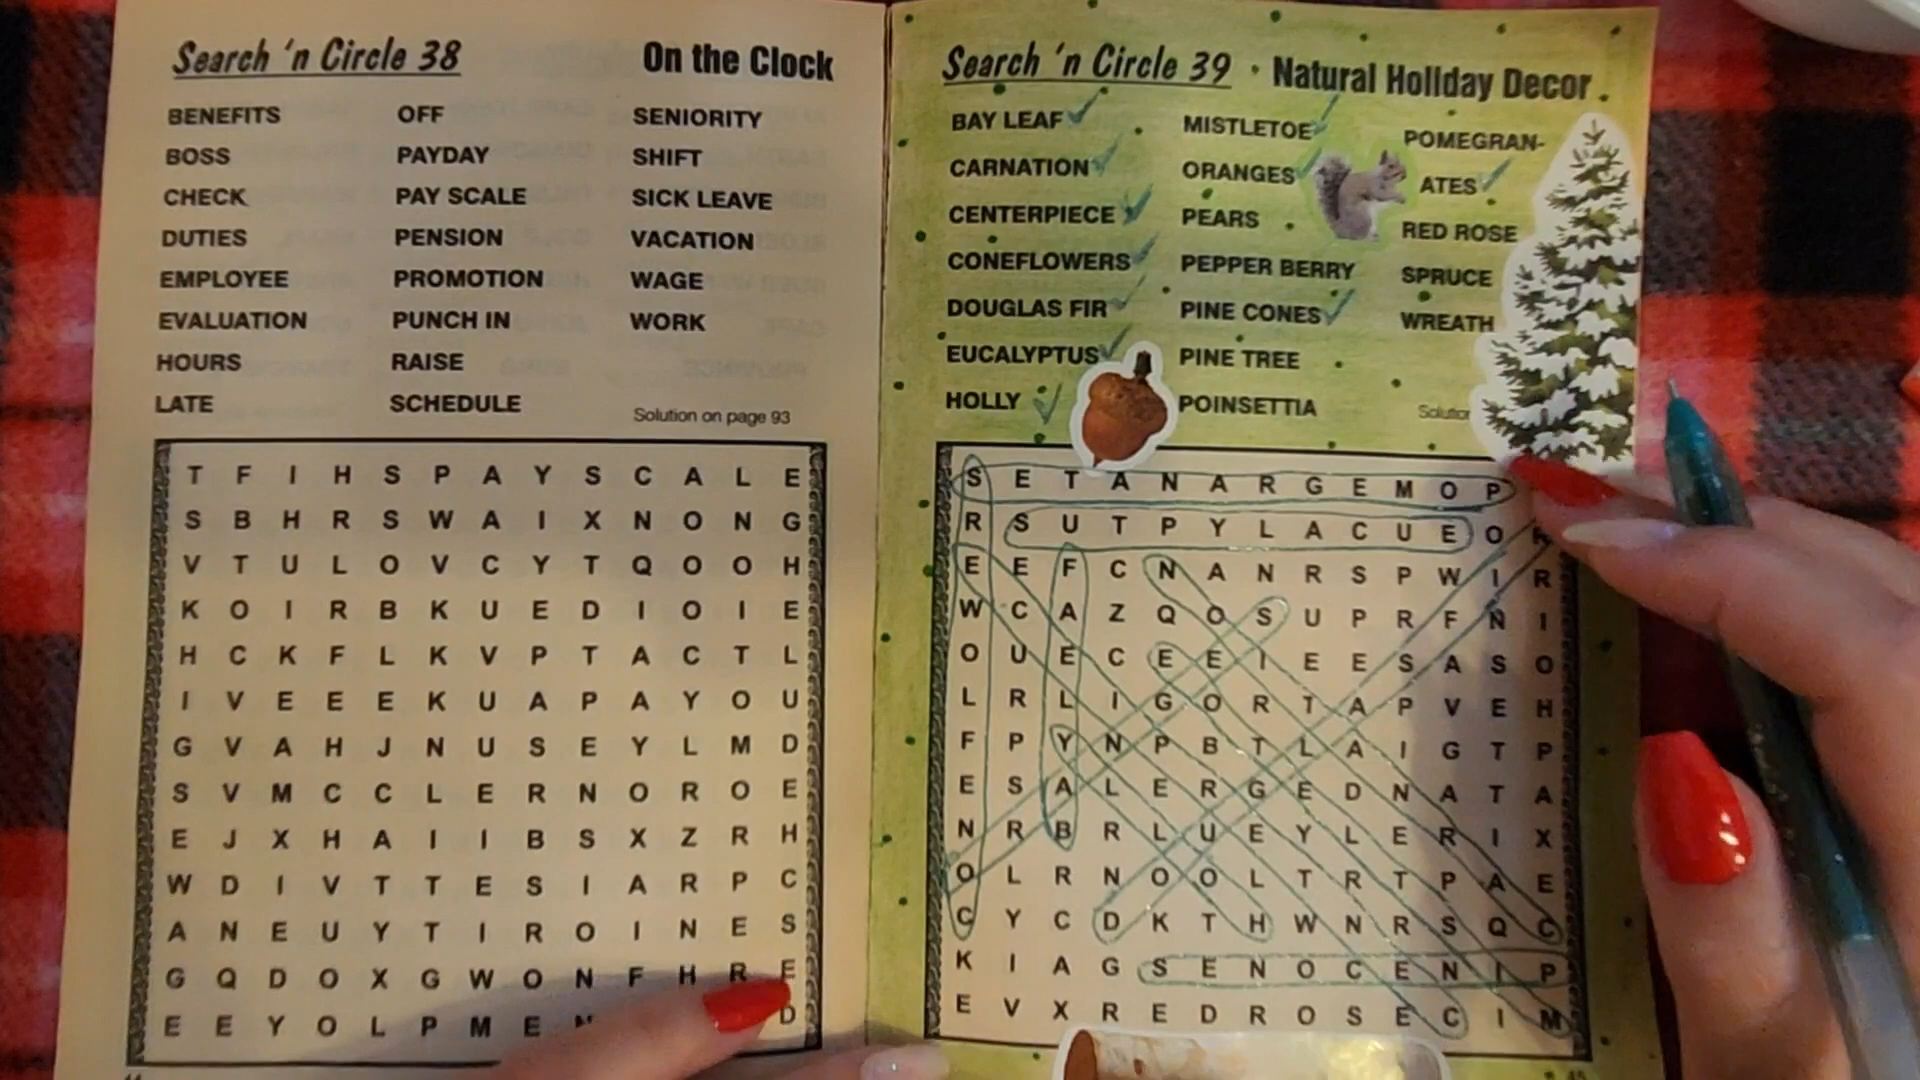 Search 'n Circle 38 On the Clock
BENEFITS OFF SENIORITY
BOSS PAYDAY SHIFT
CHECK PAY SCALE SICK LEAVE
DUTIES PENSION VACATION
EMPLOYEE PROMOTION WAGE
EVALUATION PUNCH IN WORK
HOURS RAISE
LATE SCHEDULE Solution on page 93
T F I H S P A Y S C A L E
S B H R S W A I X N O N G
V T U L O V C Y T Q O O H
K O I R B K U E D I O I E
H C K F L K V P T A C T L
I V E E E K U A P A Y O U
G V A H J N U S E Y L M D
S V M C C L E R N O R O E
E J X H A I I B S X Z R H
W D I V T T E S I A R P C
A N E U Y T I R O I N E S
G Q D O X G W O N F H R E
E E Y O L P M E D
Search 'n Circle 39 · Natural Holiday Decor
BAY LEAF MISTLETOE POMEGRAN-
CARNATION ORANGES ATES
CENTERPIECE PEARS RED ROSE
CONEFLOWERS PEPPER BERRY SPRUCE
DOUGLAS FIR PINE CONES WREATH
EUCALYPTUS PINE TREE
HOLLY POINSETTIA
S E T A N A R G E M O P
R S U T P Y L A C U E O
E E F C N A N R S P W I R
W C A Z Q O S U P R F N I
O U E C E E I E E S A S O
L R L I G O R T A P V E H
F P Y N P B T L A I G T P
E S A L E R G E D N A T A
N R B R L U E Y L E R I X
O L R N O O L T R T P A E
C Y C D K T H W N R S Q C
K I A G S E N O C E N I P
E V X R E D R O S E C I M